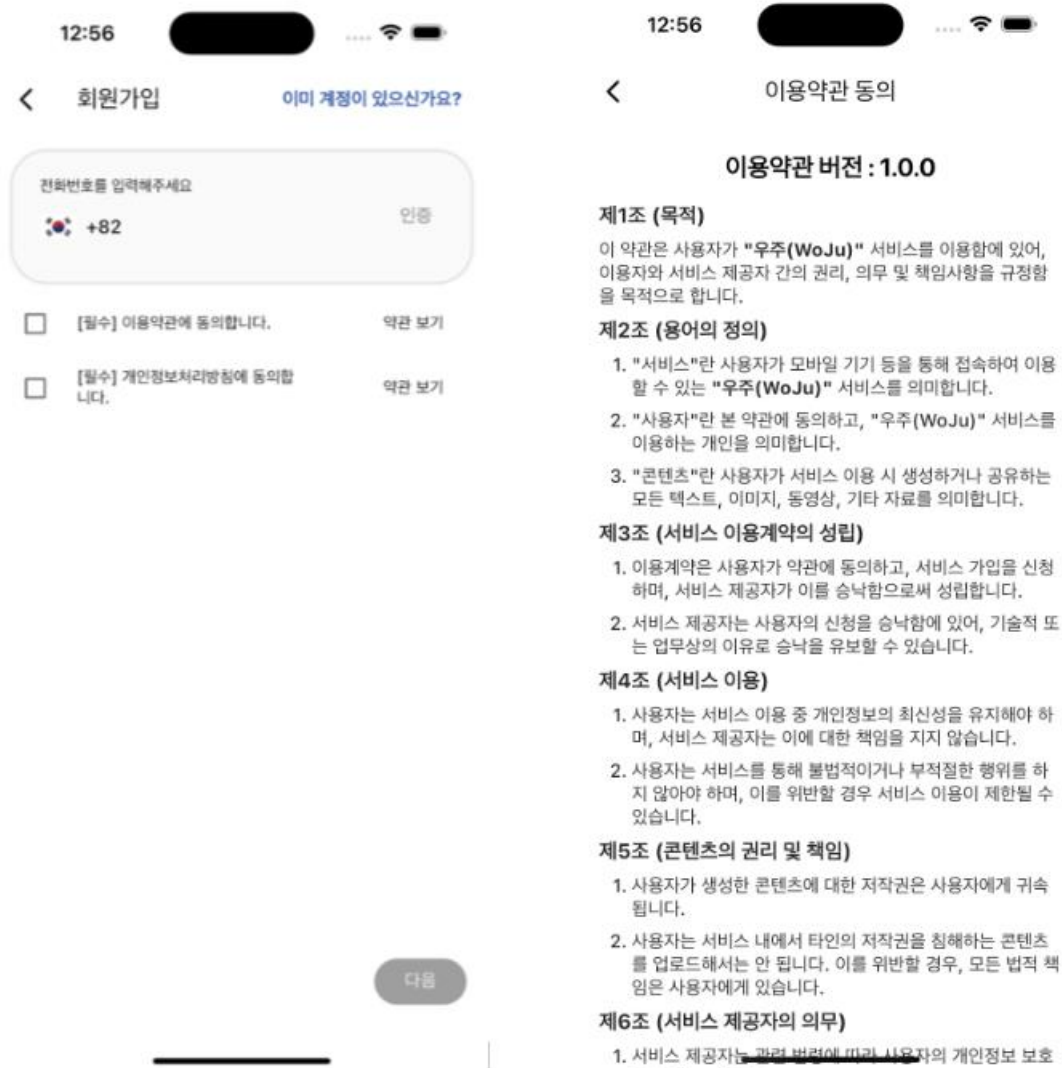 12:56
회원가입
이미 계정이 있으신가요?
전화번호를 입력해주세요
+82
인증
[필수] 이용약관에 동의합니다.
약관 보기
[필수] 개인정보처리방침에 동의합
니다.
약관 보기
다음
12:56
이용약관 동의
이용약관 버전 : 1.0.0
제1조 (목적)
이 약관은 사용자가 "우주(WoJu)" 서비스를 이용함에 있어,
이용자와 서비스 제공자 간의 권리, 의무 및 책임사항을 규정함
을 목적으로 합니다.
제2조 (용어의 정의)
1. "서비스"란 사용자가 모바일 기기 등을 통해 접속하여 이용
할 수 있는 "우주(WoJu)" 서비스를 의미합니다.
2. "사용자"란 본 약관에 동의하고, "우주(WoJu)" 서비스를
이용하는 개인을 의미합니다.
3. "콘텐츠"란 사용자가 서비스 이용 시 생성하거나 공유하는
모든 텍스트, 이미지, 동영상, 기타 자료를 의미합니다.
제3조 (서비스 이용계약의 성립)
1. 이용계약은 사용자가 약관에 동의하고, 서비스 가입을 신청
하며, 서비스 제공자가 이를 승낙함으로써 성립합니다.
2. 서비스 제공자는 사용자의 신청을 승낙함에 있어, 기술적 또
는 업무상의 이유로 승낙을 유보할 수 있습니다.
제4조 (서비스 이용)
1. 사용자는 서비스 이용 중 개인정보의 최신성을 유지해야 하
며, 서비스 제공자는 이에 대한 책임을 지지 않습니다.
2. 사용자는 서비스를 통해 불법적이거나 부적절한 행위를 하
지 않아야 하며, 이를 위반할 경우 서비스 이용이 제한될 수
있습니다.
제5조 (콘텐츠의 권리 및 책임)
1. 사용자가 생성한 콘텐츠에 대한 저작권은 사용자에게 귀속
됩니다.
2. 사용자는 서비스 내에서 타인의 저작권을 침해하는 콘텐츠
를 업로드해서는 안 됩니다. 이를 위반할 경우, 모든 법적 책
임은 사용자에게 있습니다.
제6조 (서비스 제공자의 의무)
1. 서비스 제공자는 관련 법령에 따라 사용자의 개인정보 보호